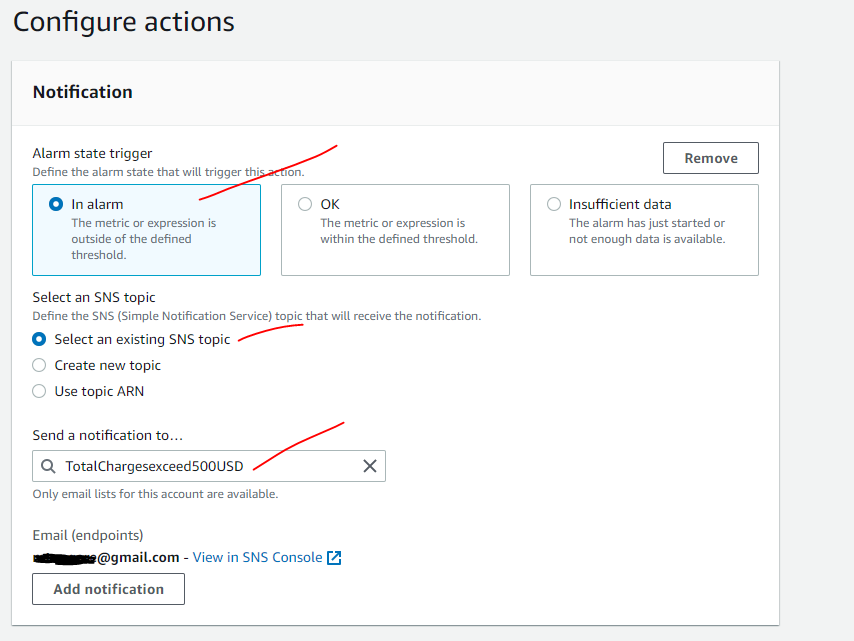 Configure actions
Notification
Alarm state trigger
Define the alarm state that will trigger this action.
Remove
In alarm
The metric or expression is
outside of the defined
threshold.
OK
The metric or expression is
within the defined threshold.
Insufficient data
The alarm has just started or
not enough data is available.
Select an SNS topic
Define the SNS (Simple Notification Service) topic that will receive the notification.
Select an existing SNS topic
Create new topic
Use topic ARN
Send a notification to…
TotalChargesexceed500USD
Only email lists for this account are available.
Email (endpoints)
@gmail.com - View in SNS Console
Add notification